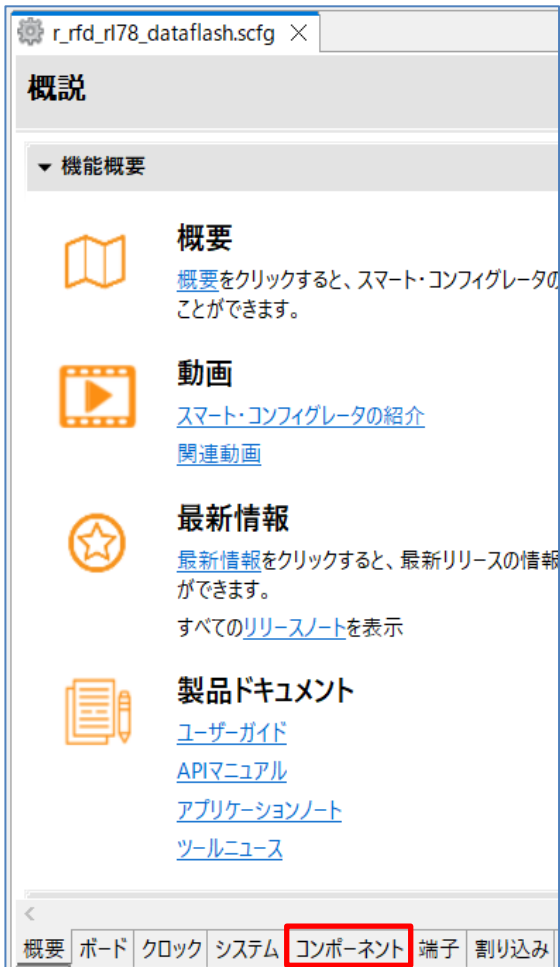 r_rfd_rl78_dataflash.scfg ×
概説
▼ 機能概要
概要
概要をクリックすると、スマート・コンフィグレータの
ことができます。
動画
スマート・コンフィグレータの紹介
関連動画
最新情報
最新情報をクリックすると、最新リリースの情報
ができます。
すべてのリリースノートを表示
製品ドキュメント
ユーザーガイド
APIマニュアル
アプリケーションノート
ツールニュース
概要 ボード クロック システム コンポーネント 端子 割り込み